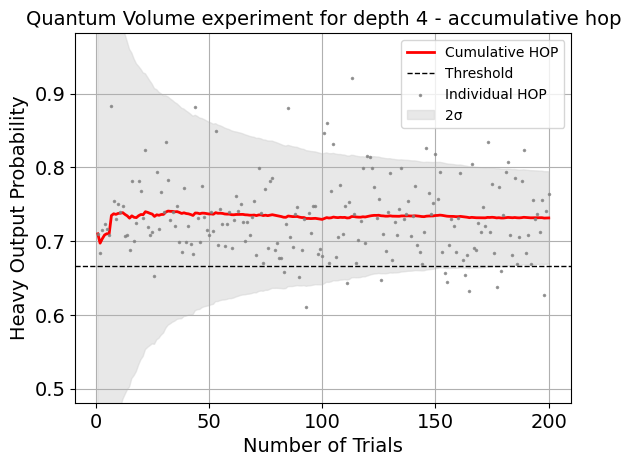 Quantum Volume experiment for depth 4 - accumulative hop
Cumulative HOP
Threshold
Individual HOP
2σ
Heavy Output Probability
0.9
0.8
0.7
0.6
0.5
0
50
100
150
200
Number of Trials